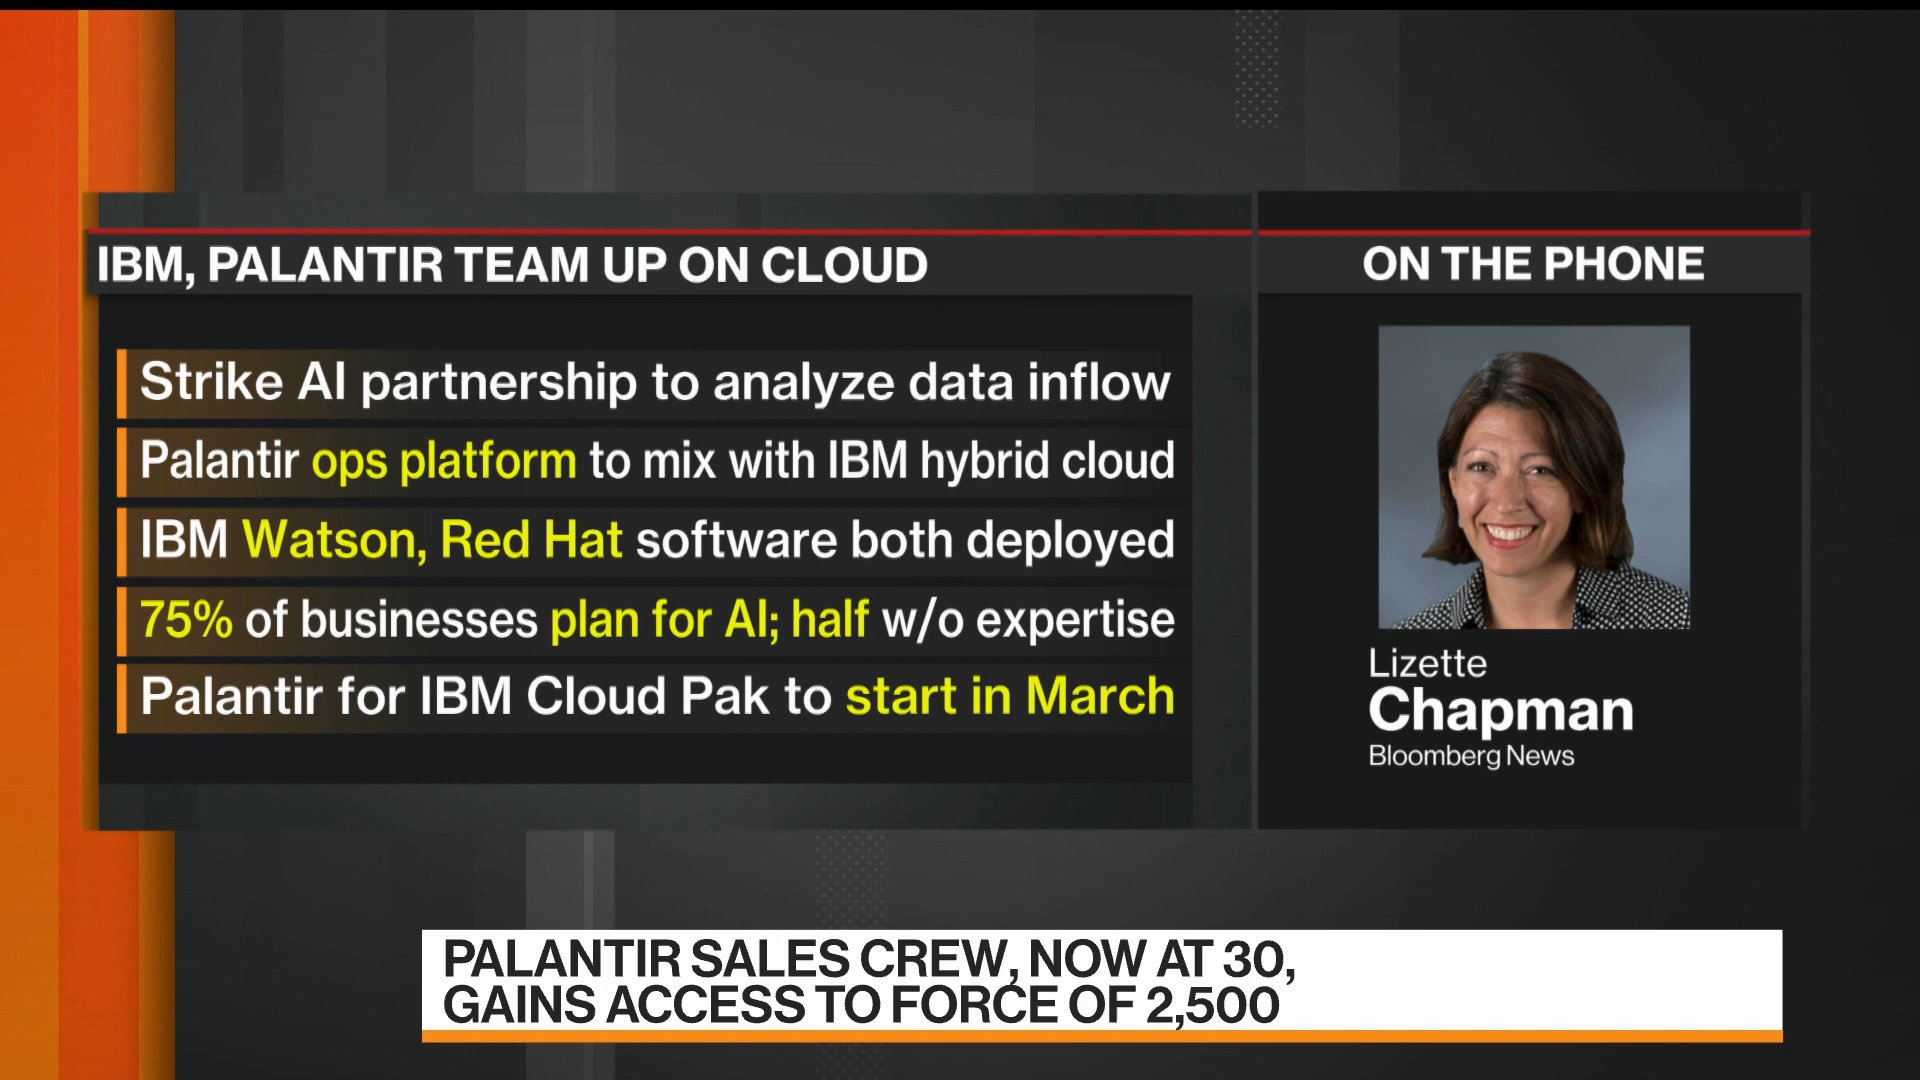 IBM, PALANTIR TEAM UP ON CLOUD
Strike AI partnership to analyze data inflow
Palantir ops platform to mix with IBM hybrid cloud
IBM Watson, Red Hat software both deployed
75% of businesses plan for AI; half w/o expertise
Palantir for IBM Cloud Pak to start in March
ON THE PHONE
Lizette
Chapman
Bloomberg News
PALANTIR SALES CREW, NOW AT 30,
GAINS ACCESS TO FORCE OF 2,500